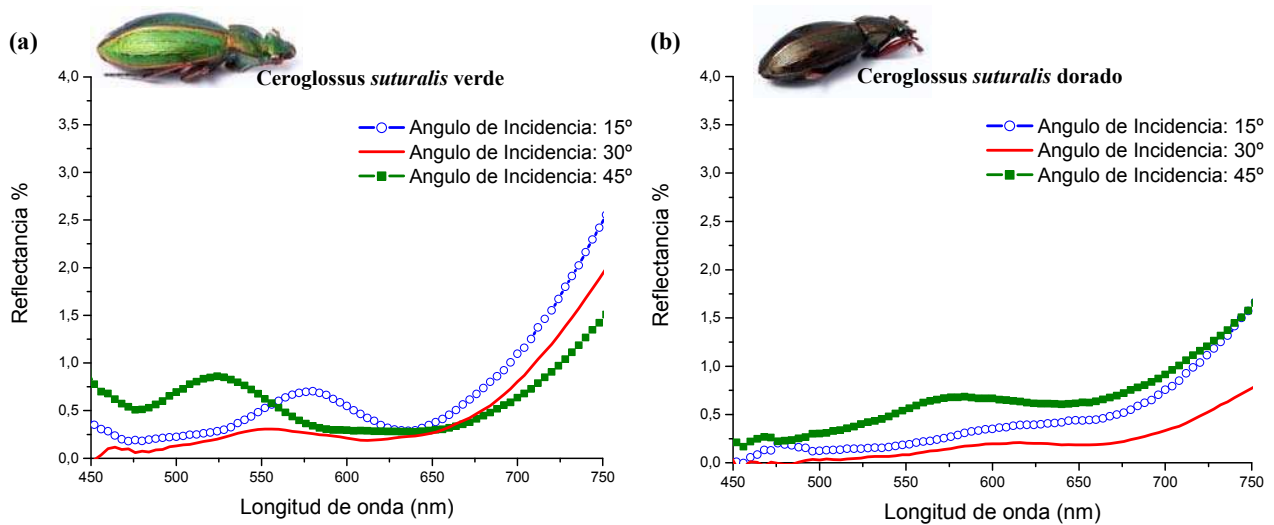 (a)
Ceroglossus suturalis verde
4,0
3,5
3,0
2,5
2,0
1,5
1,0
0,5
0,0
Reflectancia %
Angulo de Incidencia: 15º
Angulo de Incidencia: 30º
Angulo de Incidencia: 45º
450 500 550 600 650 700 750
Longitud de onda (nm)
(b)
Ceroglossus suturalis dorado
4,0
3,5
3,0
2,5
2,0
1,5
1,0
0,5
0,0
Reflectancia %
Angulo de Incidencia: 15º
Angulo de Incidencia: 30º
Angulo de Incidencia: 45º
450 500 550 600 650 700 750
Longitud de onda (nm)